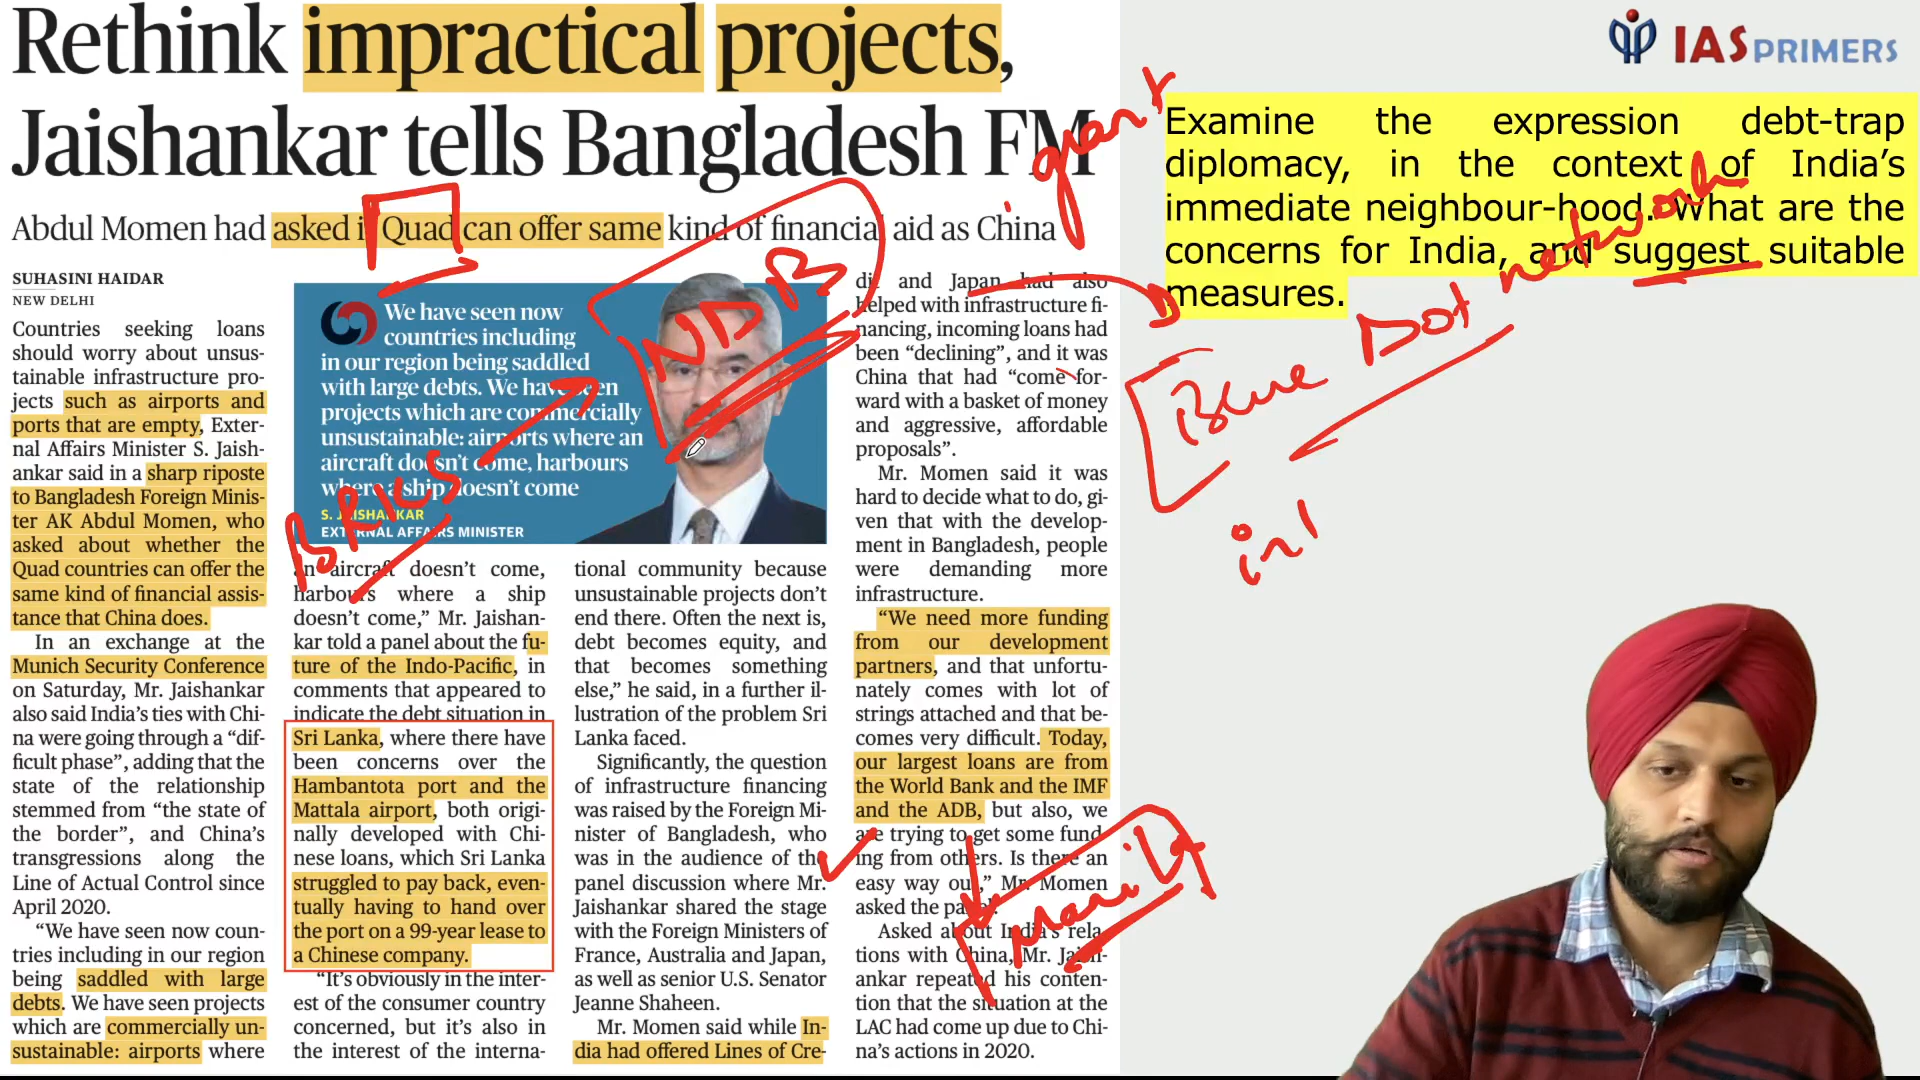 Rethink impractical projects,
Jaishankar tells Bangladesh FM
Abdul Momen had asked if Quad can offer same kind of financial aid as China
SUHASINI HAIDAR
NEW DELHI
Countries seeking loans
should worry about unsus-
tainable infrastructure pro-
jects such as airports and
ports that are empty, Exter-
nal Affairs Minister S. Jaish-
ankar said in a sharp riposte
to Bangladesh Foreign Minis-
ter AK Abdul Momen, who
asked about whether the
Quad countries can offer the
same kind of financial assis-
tance that China does.
In an exchange at the
Munich Security Conference
on Saturday, Mr. Jaishankar
also said India's ties with Chi-
na were going through a “dif-
ficult phase”, adding that the
state of the relationship
stemmed from “the state of
the border”, and China's
transgressions along the
Line of Actual Control since
April 2020.
“We have seen now coun-
tries including in our region
being saddled with large
debts. We have seen projects
which are commercially un-
sustainable: airports where
We have seen now
countries including
in our region being saddled
with large debts. We have seen
projects which are commercially
unsustainable: airports where an
aircraft doesn't come, harbours
where a ship doesn't come
S. JAISHANKAR
EXTERNAL AFFAIRS MINISTER
an aircraft doesn't come,
harbours where a ship
doesn't come,” Mr. Jaishan-
kar told a panel about the fu-
ture of the Indo-Pacific, in
comments that appeared to
indicate the debt situation in
Sri Lanka, where there have
been concerns over the
Hambantota port and the
Mattala airport, both origi-
nally developed with Chi-
nese loans, which Sri Lanka
struggled to pay back, even-
tually having to hand over
the port on a 99-year lease to
a Chinese company.
“It's obviously in the inter-
est of the consumer country
concerned, but it's also in
the interest of the interna-
tional community because
unsustainable projects don't
end there. Often the next is,
debt becomes equity, and
that becomes something
else,” he said, in a further il-
lustration of the problem Sri
Lanka faced.
Significantly, the question
of infrastructure financing
was raised by the Foreign Mi-
nister of Bangladesh, who
was in the audience of the
panel discussion where Mr.
Jaishankar shared the stage
with the Foreign Ministers of
France, Australia and Japan,
as well as senior U.S. Senator
Jeanne Shaheen.
Mr. Momen said while In-
dia had offered Lines of Cre-
dit and Japan had also
helped with infrastructure fi-
nancing, incoming loans had
been “declining”, and it was
China that had “come for-
ward with a basket of money
and aggressive, affordable
proposals”.
Mr. Momen said it was
hard to decide what to do, gi-
ven that with the develop-
ment in Bangladesh, people
were demanding more
infrastructure.
“We need more funding
from our development
partners, and that unfortu-
nately comes with lot of
strings attached and that be-
comes very difficult. Today,
our largest loans are from
the World Bank and the IMF
and the ADB, but also, we
are trying to get some fund-
ing from others. Is there an
easy way out,” Mr. Momen
asked the panel.
Asked about India's rela-
tions with China, Mr. Jaish-
ankar repeated his conten-
tion that the situation at the
LAC had come up due to Chi-
na's actions in 2020.
IASPRIMERS
Examine the expression debt-trap
diplomacy, in the context of India's
immediate neighbour-hood. What are the
concerns for India, and suggest suitable
measures.
grant
NDB
BRICS
Blue Dot network